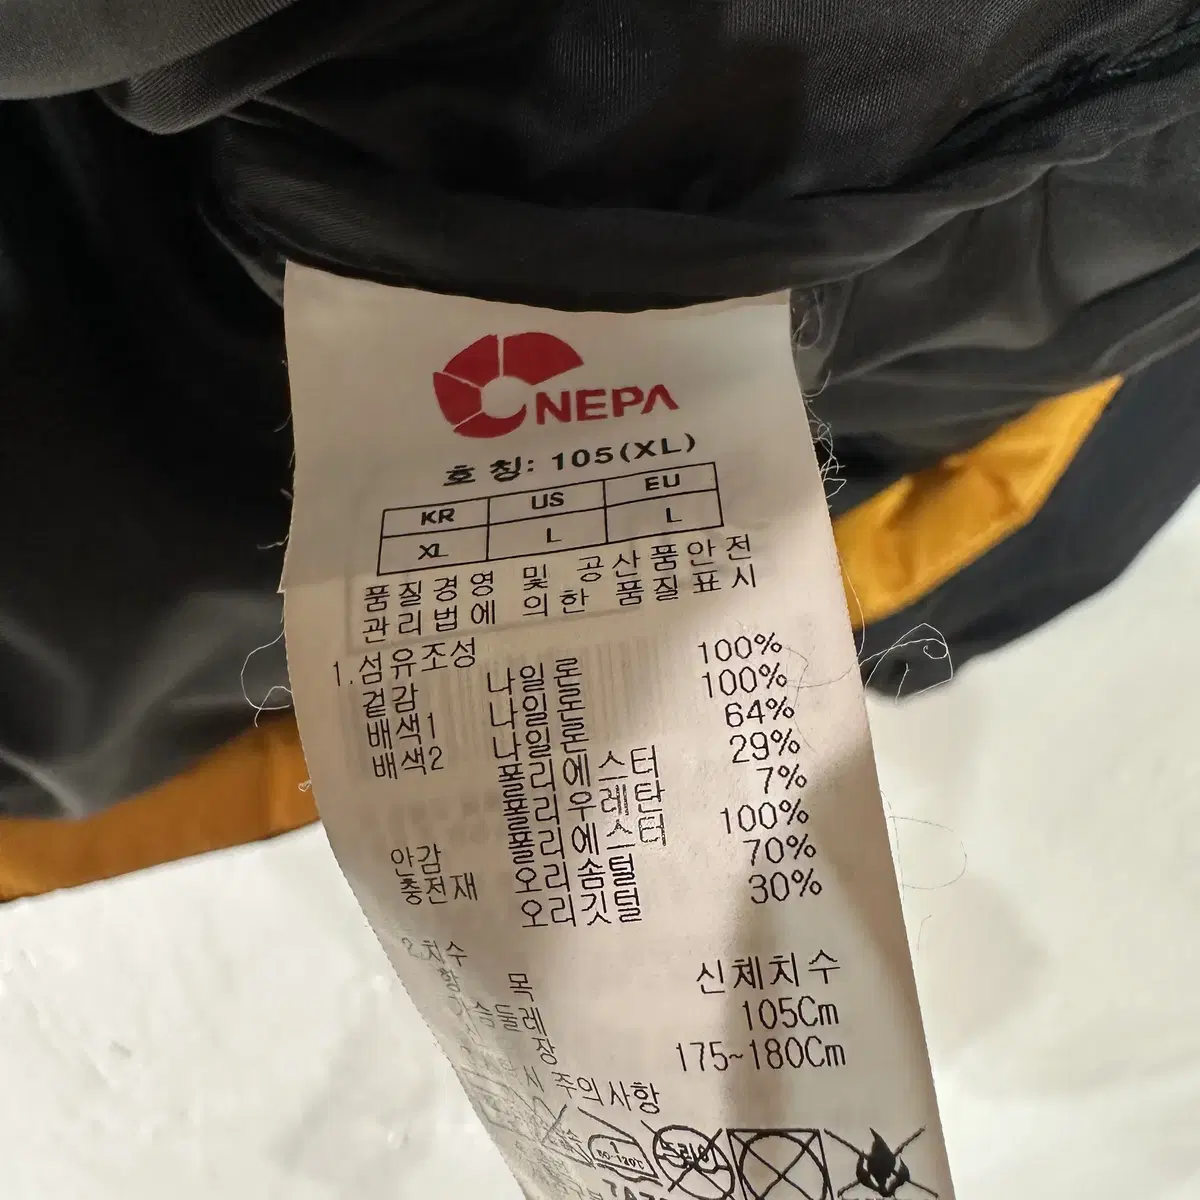 NEPA
호 칭: 105(XL)
KR US EU
XL L L
품질경영 및 공산품안전
관리법에 의한 품질표시
1.섬유조성
겉감 나일론 100%
배색1 나일론 100%
배색2 나일론 64%
폴리에스터 29%
폴리우레탄 7%
안감 폴리에스터 100%
충전재 오리솜털 70%
오리깃털 30%
2.치수
항 목 신체치수
가슴둘레 105Cm
장 175~180Cm
주의사항
80~120℃
드라이